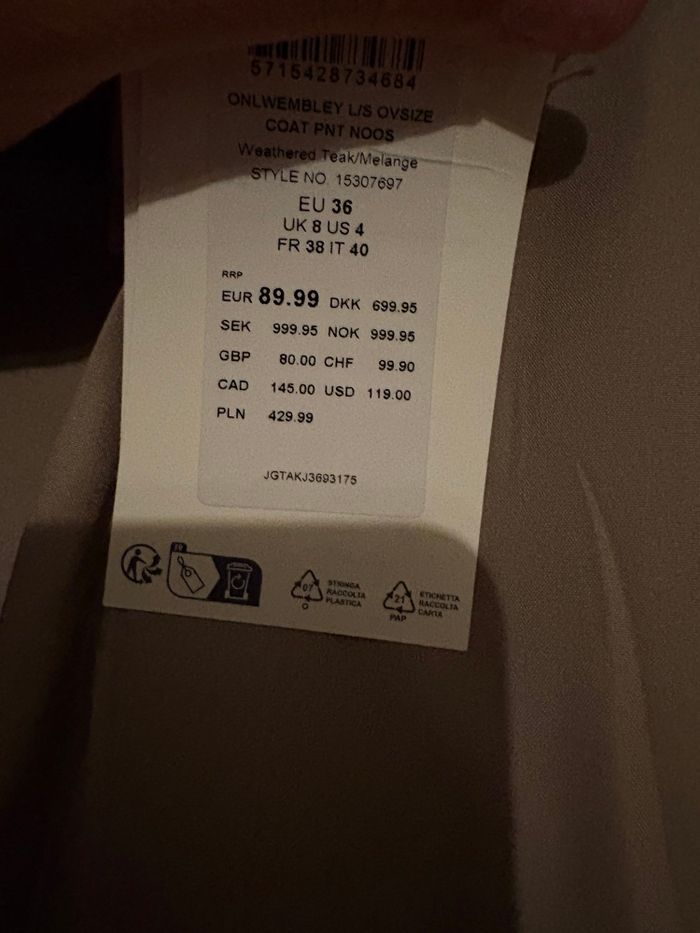 5715428734684
ONLWEMBLEY L/S OVSIZE
COAT PNT NOOS
Weathered Teak/Melange
STYLE NO. 15307697
EU 36
UK 8 US 4
FR 38 IT 40
RRP
EUR 89.99 DKK 699.95
SEK 999.95 NOK 999.95
GBP 80.00 CHF 99.90
CAD 145.00 USD 119.00
PLN 429.99
JGTAKJ3693175
FR
07
O
STRINGA
RACCOLTA
PLASTICA
21
PAP
ETICHETTA
RACCOLTA
CARTA